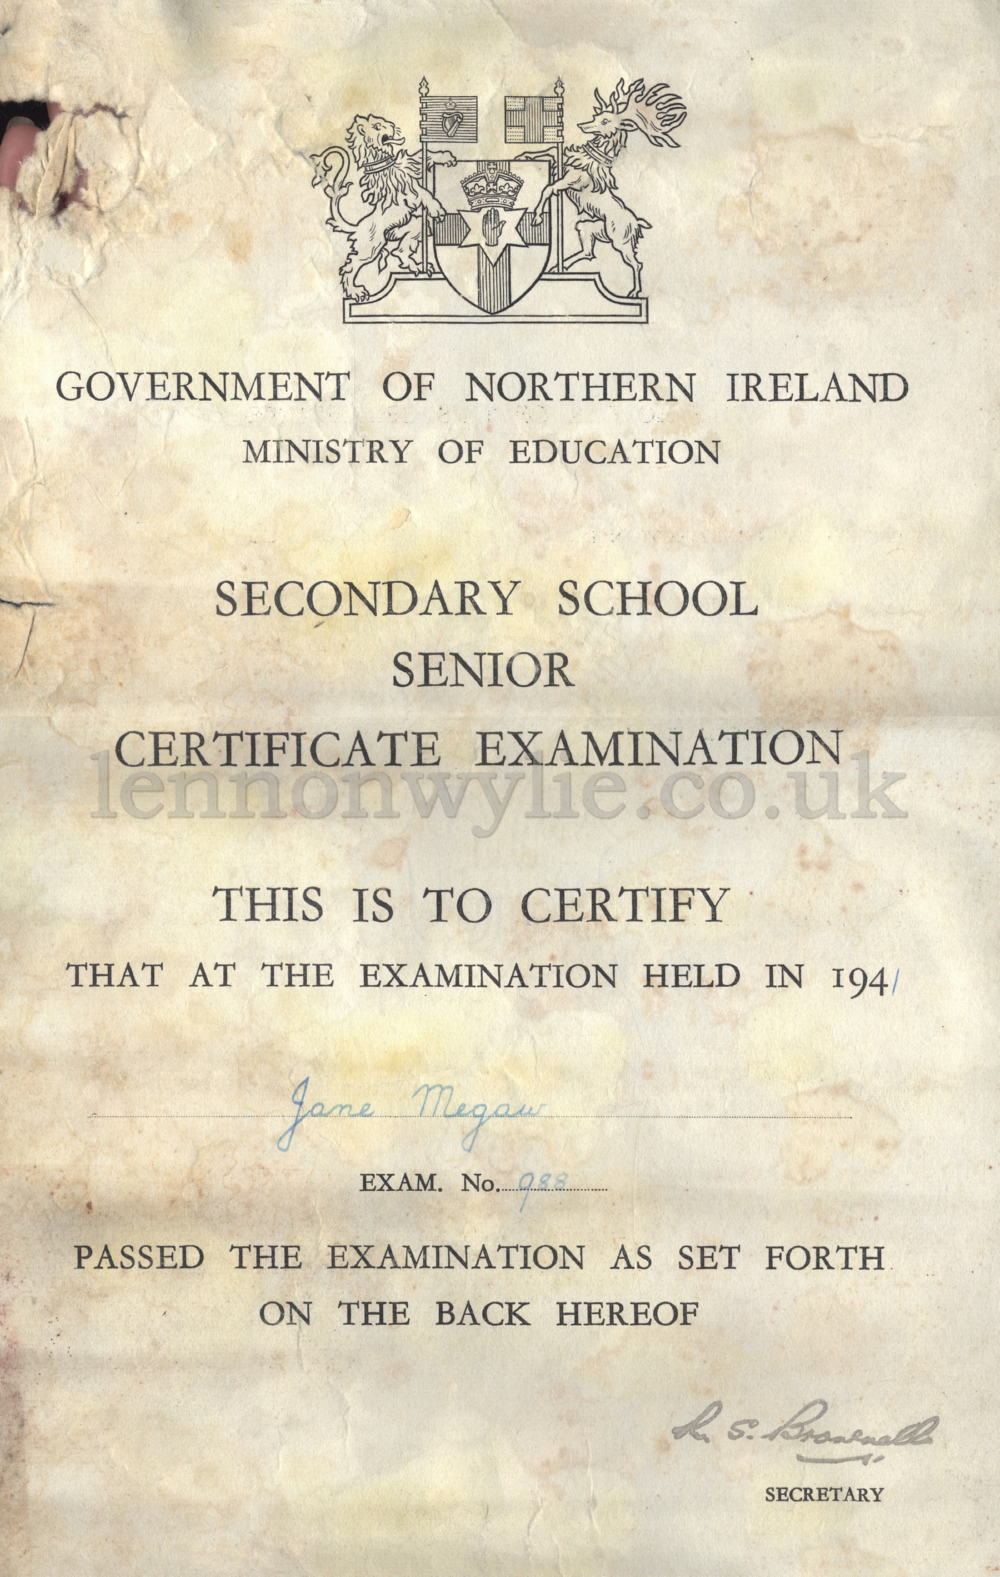 GOVERNMENT OF NORTHERN IRELAND
MINISTRY OF EDUCATION
SECONDARY SCHOOL
SENIOR
CERTIFICATE EXAMINATION
lennonwylie.co.uk
THIS IS TO CERTIFY
THAT AT THE EXAMINATION HELD IN 1941
Jane Megaw
EXAM. No. 988
PASSED THE EXAMINATION AS SET FORTH
ON THE BACK HEREOF
S. Brownell
SECRETARY